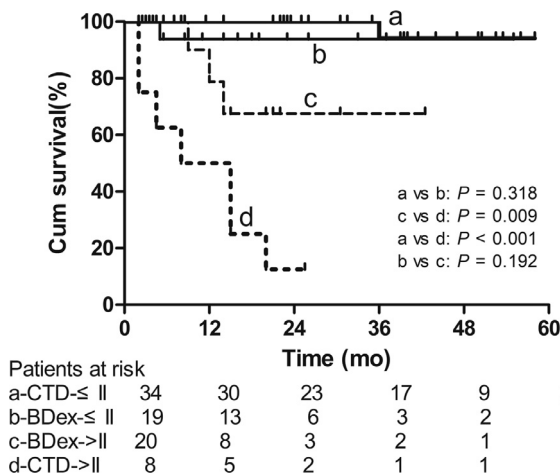 Cum survival(%)
100
80
60
40
20
0
a
b
c
d
a vs b: P = 0.318
c vs d: P = 0.009
a vs d: P < 0.001
b vs c: P = 0.192
0 12 24 36 48 60
Time (mo)
Patients at risk
a-CTD-≤ II 34 30 23 17 9
b-BDex-≤ II 19 13 6 3 2
c-BDex->II 20 8 3 2 1
d-CTD->II 8 5 2 1 1